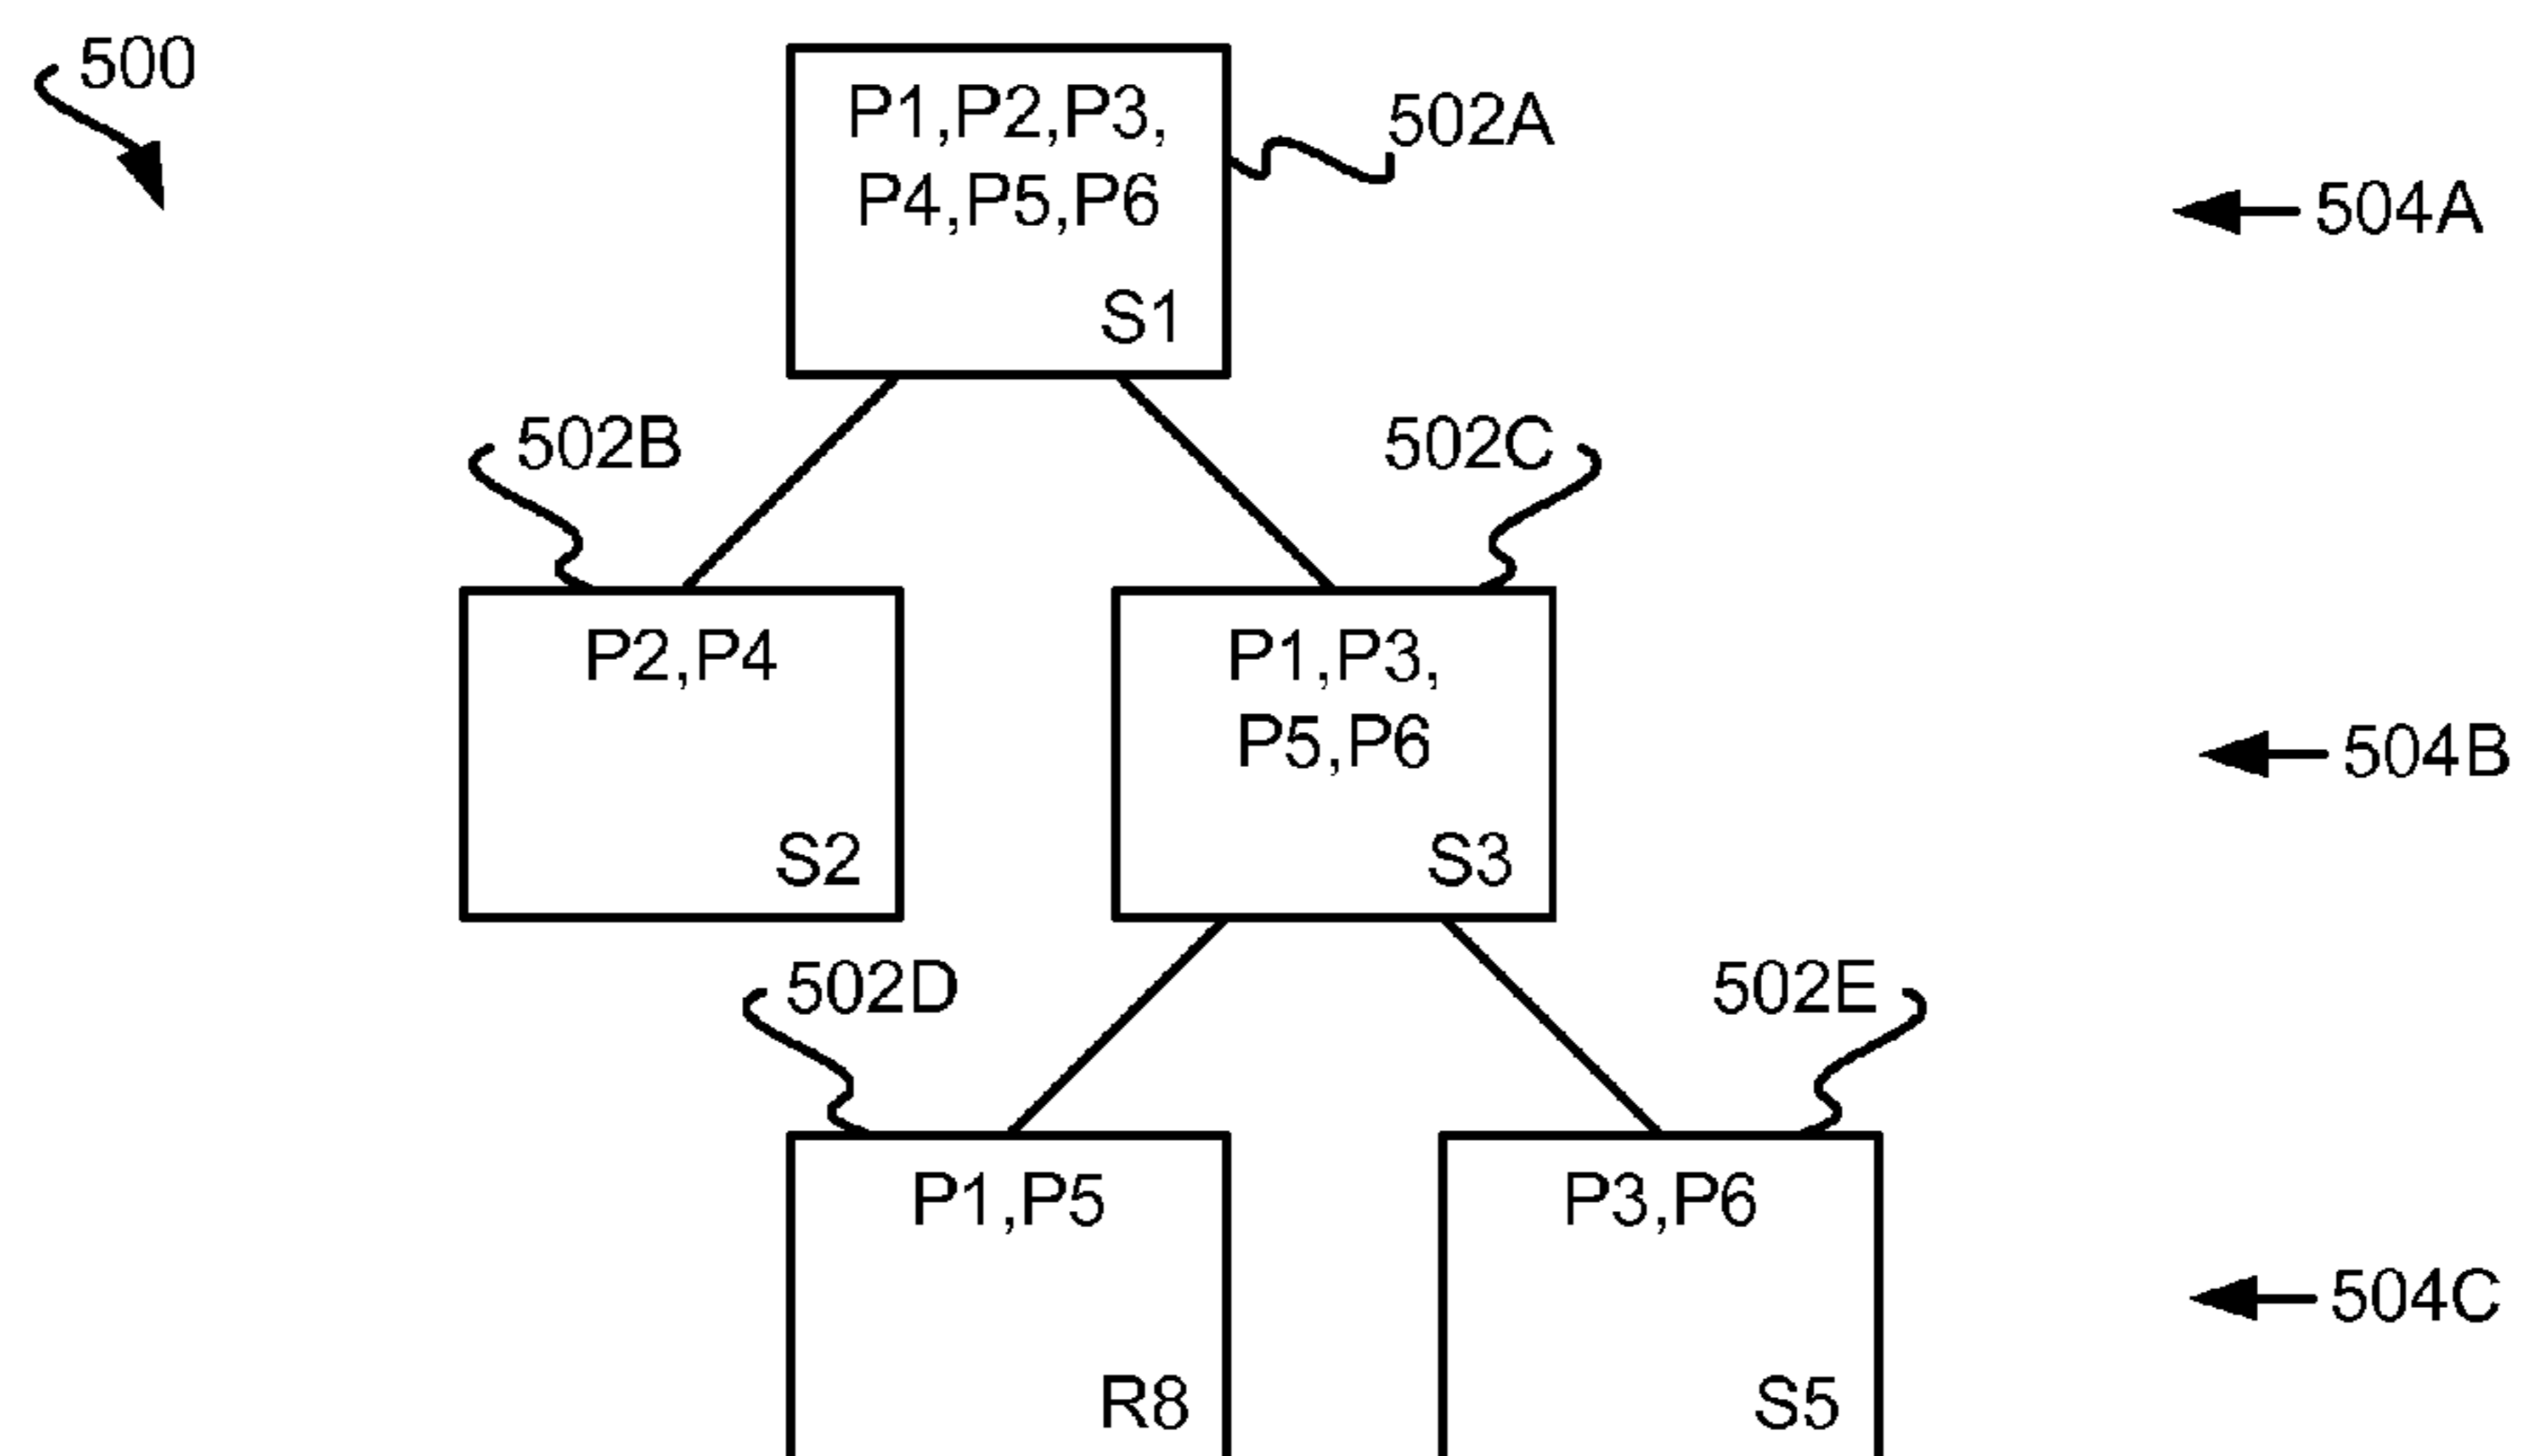 500
P1,P2,P3,
P4,P5,P6
S1
502A
504A
502B
502C
P2,P4
S2
P1,P3,
P5,P6
S3
504B
502D
502E
P1,P5
R8
P3,P6
S5
504C